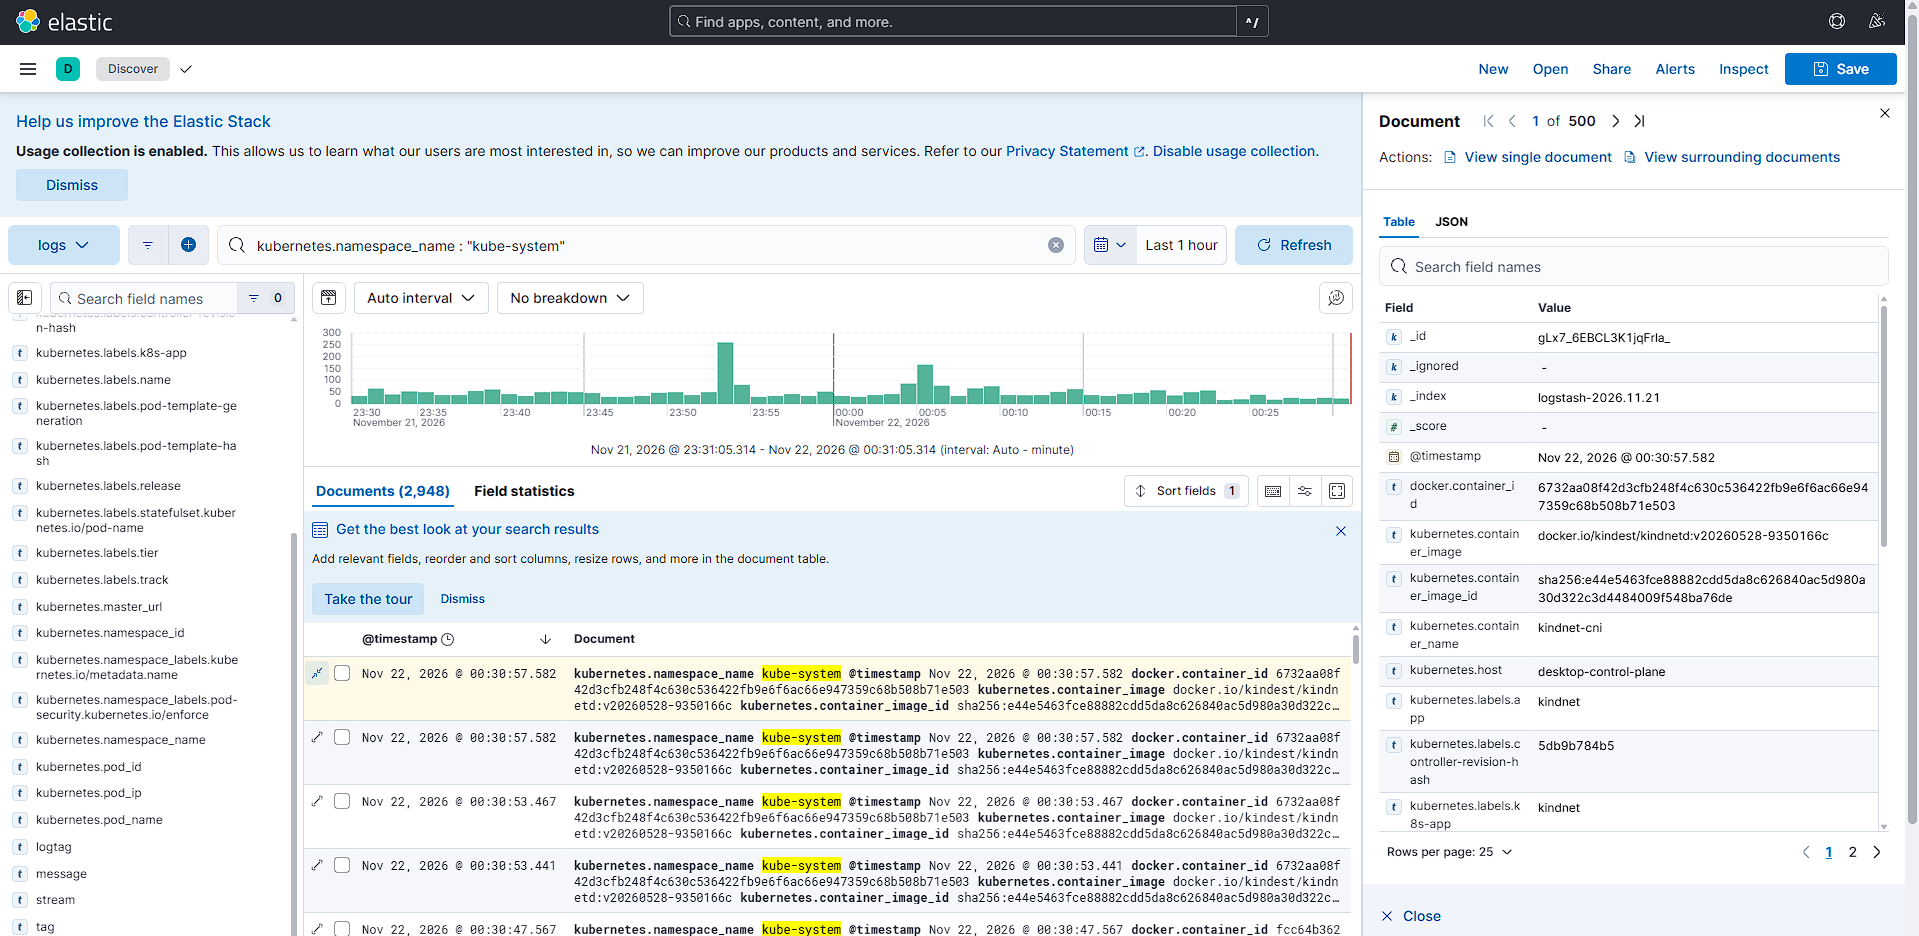 elastic
Find apps, content, and more.
^/
D
Discover
New
Open
Share
Alerts
Inspect
Save
Help us improve the Elastic Stack
Usage collection is enabled. This allows us to learn what our users are most interested in, so we can improve our products and services. Refer to our Privacy Statement. Disable usage collection.
Dismiss
logs
kubernetes.namespace_name : "kube-system"
Last 1 hour
Refresh
Search field names
0
n-hash
kubernetes.labels.k8s-app
kubernetes.labels.name
kubernetes.labels.pod-template-ge
neration
kubernetes.labels.pod-template-ha
sh
kubernetes.labels.release
kubernetes.labels.statefulset.kuber
netes.io/pod-name
kubernetes.labels.tier
kubernetes.labels.track
kubernetes.master_url
kubernetes.namespace_id
kubernetes.namespace_labels.kube
rnetes.io/metadata.name
kubernetes.namespace_labels.pod-
security.kubernetes.io/enforce
kubernetes.namespace_name
kubernetes.pod_id
kubernetes.pod_ip
kubernetes.pod_name
logtag
message
stream
tag
Auto interval
No breakdown
300
250
200
150
100
50
0
23:30 23:35 23:40 23:45 23:50 23:55 00:00 00:05 00:10 00:15 00:20 00:25
November 21, 2026
November 22, 2026
Nov 21, 2026 @ 23:31:05.314 - Nov 22, 2026 @ 00:31:05.314 (interval: Auto - minute)
Documents (2,948)
Field statistics
Sort fields 1
Get the best look at your search results
Add relevant fields, reorder and sort columns, resize rows, and more in the document table.
Take the tour
Dismiss
@timestamp
Document
Nov 22, 2026 @ 00:30:57.582
kubernetes.namespace_name kube-system @timestamp Nov 22, 2026 @ 00:30:57.582 docker.container_id 6732aa08f
42d3cfb248f4c630c536422fb9e6f6ac66e947359c68b508b71e503 kubernetes.container_image docker.io/kindest/kindn
etd:v20260528-9350166c kubernetes.container_image_id sha256:e44e5463fce88882cdd5da8c626840ac5d980a30d322c…
Nov 22, 2026 @ 00:30:57.582
kubernetes.namespace_name kube-system @timestamp Nov 22, 2026 @ 00:30:57.582 docker.container_id 6732aa08f
42d3cfb248f4c630c536422fb9e6f6ac66e947359c68b508b71e503 kubernetes.container_image docker.io/kindest/kindn
etd:v20260528-9350166c kubernetes.container_image_id sha256:e44e5463fce88882cdd5da8c626840ac5d980a30d322c…
Nov 22, 2026 @ 00:30:53.467
kubernetes.namespace_name kube-system @timestamp Nov 22, 2026 @ 00:30:53.467 docker.container_id 6732aa08f
42d3cfb248f4c630c536422fb9e6f6ac66e947359c68b508b71e503 kubernetes.container_image docker.io/kindest/kindn
etd:v20260528-9350166c kubernetes.container_image_id sha256:e44e5463fce88882cdd5da8c626840ac5d980a30d322c…
Nov 22, 2026 @ 00:30:53.441
kubernetes.namespace_name kube-system @timestamp Nov 22, 2026 @ 00:30:53.441 docker.container_id 6732aa08f
42d3cfb248f4c630c536422fb9e6f6ac66e947359c68b508b71e503 kubernetes.container_image docker.io/kindest/kindn
etd:v20260528-9350166c kubernetes.container_image_id sha256:e44e5463fce88882cdd5da8c626840ac5d980a30d322c…
Nov 22, 2026 @ 00:30:47.567
kubernetes.namespace_name kube-system @timestamp Nov 22, 2026 @ 00:30:47.567 docker.container_id fcc64b362
Document
1 of 500
Actions:
View single document
View surrounding documents
Table
JSON
Search field names
Field
Value
k _id
gLx7_6EBCL3K1jqFrla_
k _ignored
-
k _index
logstash-2026.11.21
# _score
-
@timestamp
Nov 22, 2026 @ 00:30:57.582
t docker.container_i
d
6732aa08f42d3cfb248f4c630c536422fb9e6f6ac66e94
7359c68b508b71e503
t kubernetes.contain
er_image
docker.io/kindest/kindnetd:v20260528-9350166c
t kubernetes.contain
er_image_id
sha256:e44e5463fce88882cdd5da8c626840ac5d980a
30d322c3d4484009f548ba76de
t kubernetes.contain
er_name
kindnet-cni
t kubernetes.host
desktop-control-plane
t kubernetes.labels.a
pp
kindnet
t kubernetes.labels.c
ontroller-revision-h
ash
5db9b784b5
t kubernetes.labels.k
8s-app
kindnet
Rows per page: 25
1 2
Close